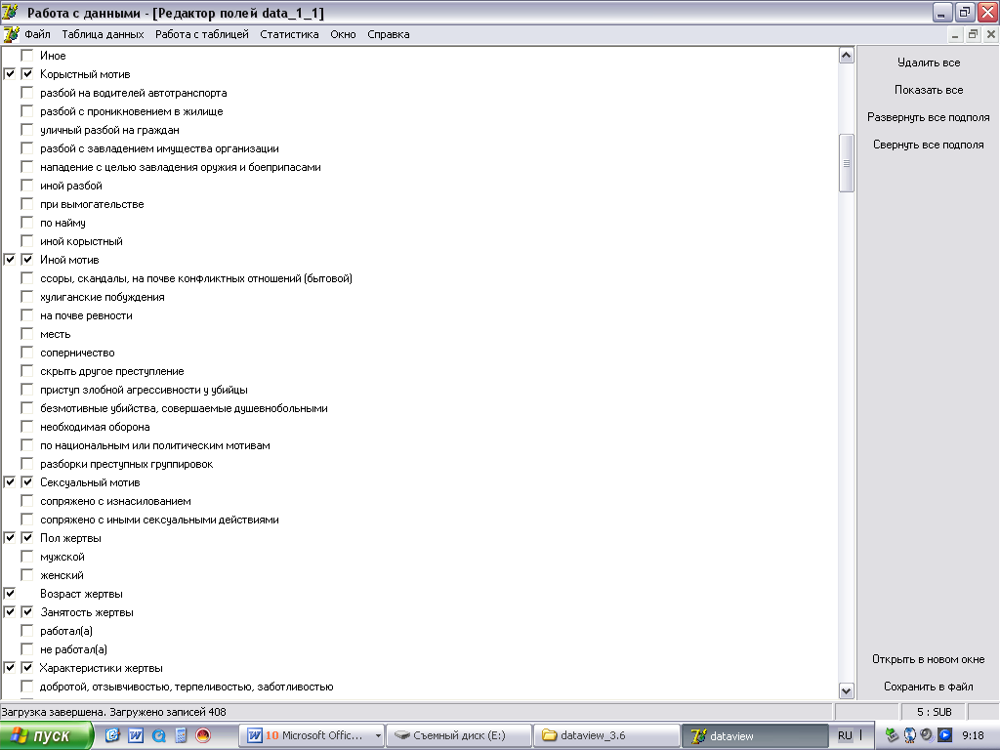 Работа с данными - [Редактор полей data_1_1]
Файл Таблица данных Работа с таблицей Статистика Окно Справка
Иное
Корыстный мотив
разбой на водителей автотранспорта
разбой с проникновением в жилище
уличный разбой на граждан
разбой с завладением имущества организации
нападение с целью завладения оружия и боеприпасами
иной разбой
при вымогательстве
по найму
иной корыстный
Иной мотив
ссоры, скандалы, на почве конфликтных отношений (бытовой)
хулиганские побуждения
на почве ревности
месть
соперничество
скрыть другое преступление
приступ злобной агрессивности у убийцы
безмотивные убийства, совершаемые душевнобольными
необходимая оборона
по национальным или политическим мотивам
разборки преступных группировок
Сексуальный мотив
сопряжено с изнасилованием
сопряжено с иными сексуальными действиями
Пол жертвы
мужской
женский
Возраст жертвы
Занятость жертвы
работал(а)
не работал(а)
Характеристики жертвы
добротой, отзывчивостью, терпеливостью, заботливостью
Удалить все
Показать все
Развернуть все подполя
Свернуть все подполя
Открыть в новом окне
Сохранить в файл
Загрузка завершена. Загружено записей 408
5 : SUB
пуск
10 Microsoft Offic...
Съемный диск (E:)
dataview_3.6
dataview
RU
9:18